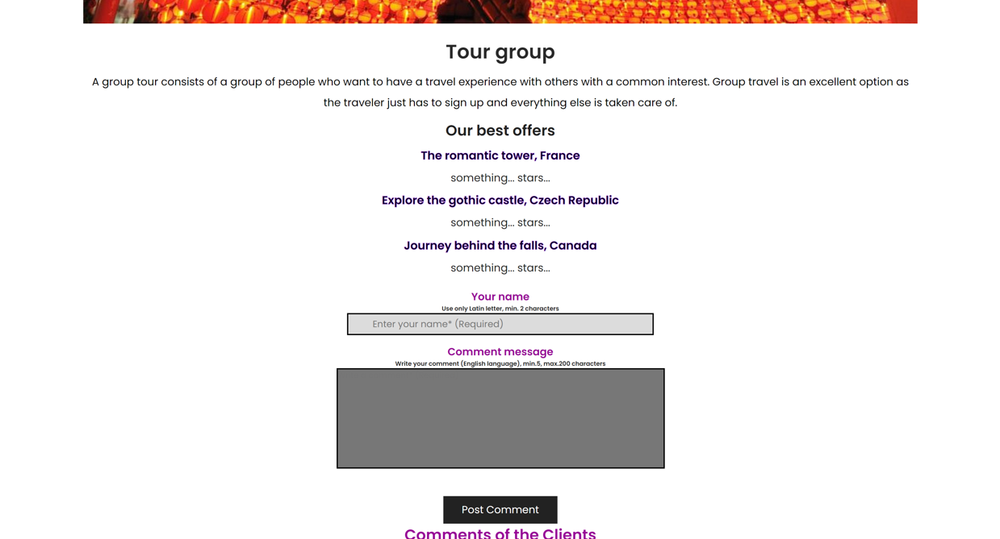 Tour group
A group tour consists of a group of people who want to have a travel experience with others with a common interest. Group travel is an excellent option as
the traveler just has to sign up and everything else is taken care of.
Our best offers
The romantic tower, France
something... stars...
Explore the gothic castle, Czech Republic
something... stars...
Journey behind the falls, Canada
something... stars...
Your name
Use only Latin letter, min. 2 characters
Enter your name* (Required)
Comment message
Write your comment (English language), min.5, max.200 characters
Post Comment
Comments of the Clients